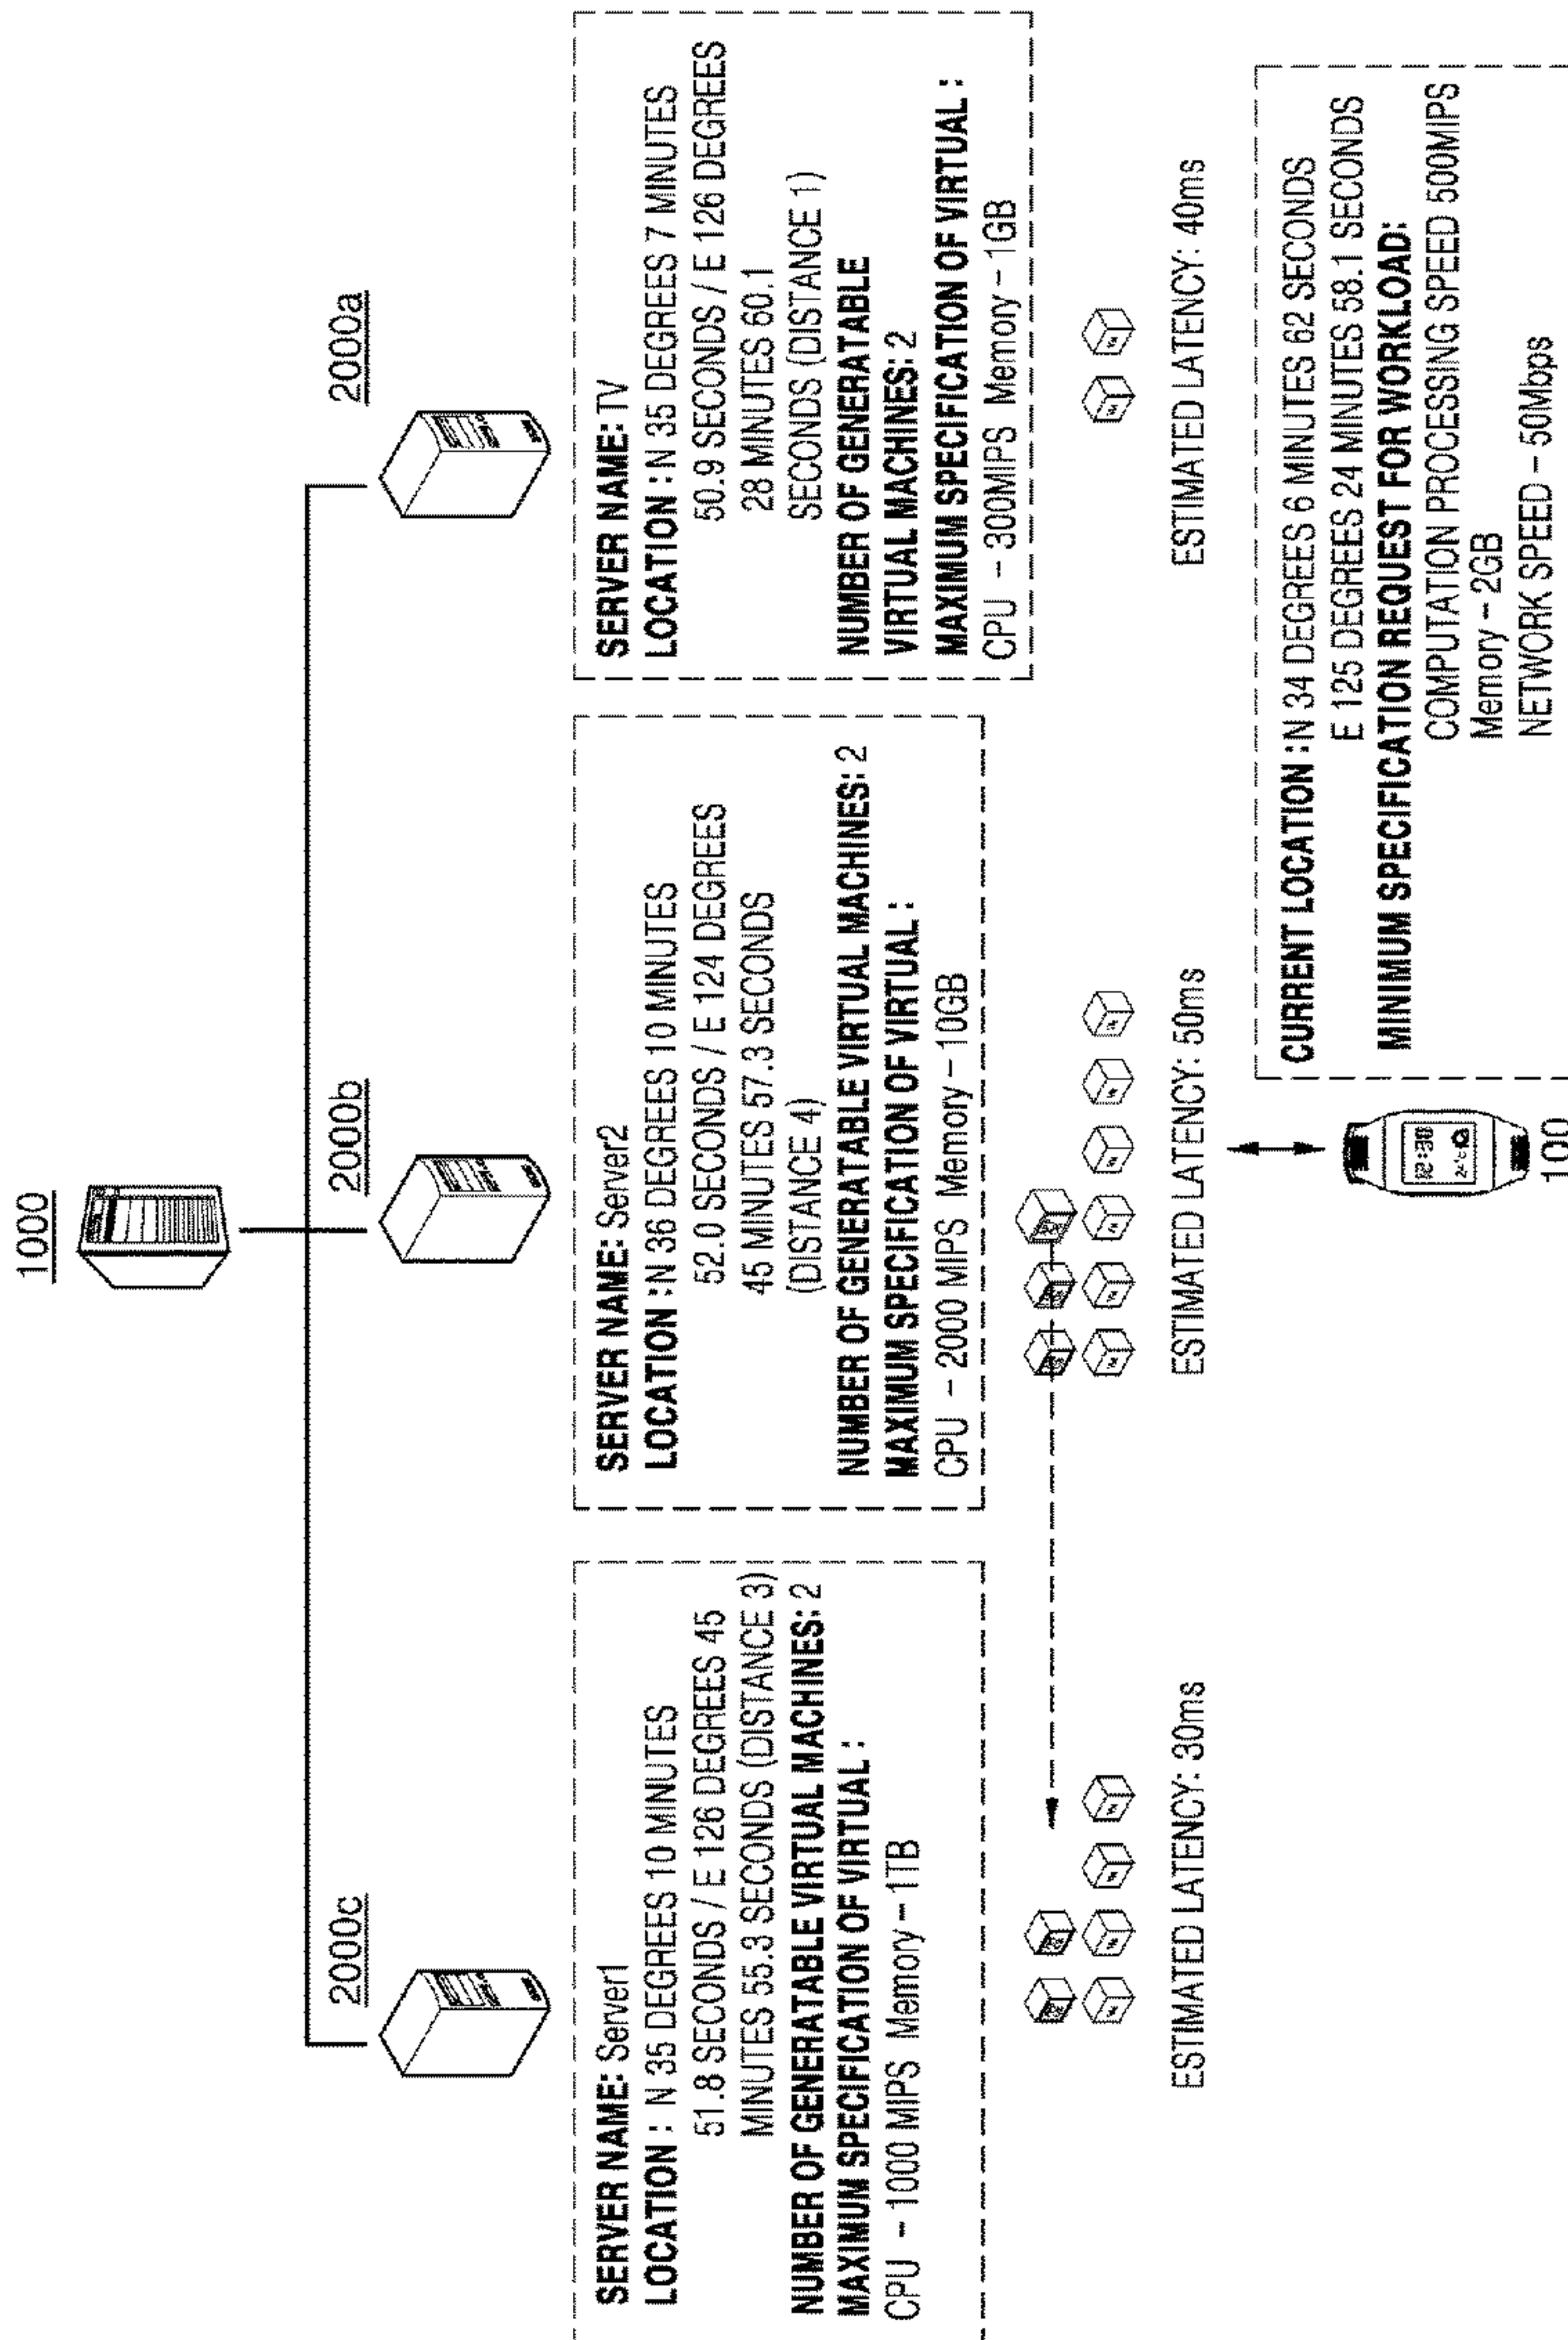 1000
2000c
2000b
2000a
SERVER NAME: Server1
LOCATION : N 35 DEGREES 10 MINUTES
51.8 SECONDS / E 126 DEGREES 45
MINUTES 55.3 SECONDS (DISTANCE 3)
NUMBER OF GENERATABLE VIRTUAL MACHINES: 2
MAXIMUM SPECIFICATION OF VIRTUAL :
CPU - 1000 MIPS Memory - 1TB
ESTIMATED LATENCY: 30ms
SERVER NAME: Server2
LOCATION : N 36 DEGREES 10 MINUTES
52.0 SECONDS / E 124 DEGREES
45 MINUTES 57.3 SECONDS
(DISTANCE 4)
NUMBER OF GENERATABLE VIRTUAL MACHINES: 2
MAXIMUM SPECIFICATION OF VIRTUAL :
CPU - 2000 MIPS Memory - 10GB
ESTIMATED LATENCY: 50ms
SERVER NAME: TV
LOCATION : N 35 DEGREES 7 MINUTES
50.9 SECONDS / E 126 DEGREES
28 MINUTES 60.1
SECONDS (DISTANCE 1)
NUMBER OF GENERATABLE
VIRTUAL MACHINES: 2
MAXIMUM SPECIFICATION OF VIRTUAL :
CPU - 300MIPS Memory - 1GB
ESTIMATED LATENCY: 40ms
100
CURRENT LOCATION : N 34 DEGREES 6 MINUTES 62 SECONDS
E 125 DEGREES 24 MINUTES 58.1 SECONDS
MINIMUM SPECIFICATION REQUEST FOR WORKLOAD:
COMPUTATION PROCESSING SPEED 500MIPS
Memory - 2GB
NETWORK SPEED - 50Mbps